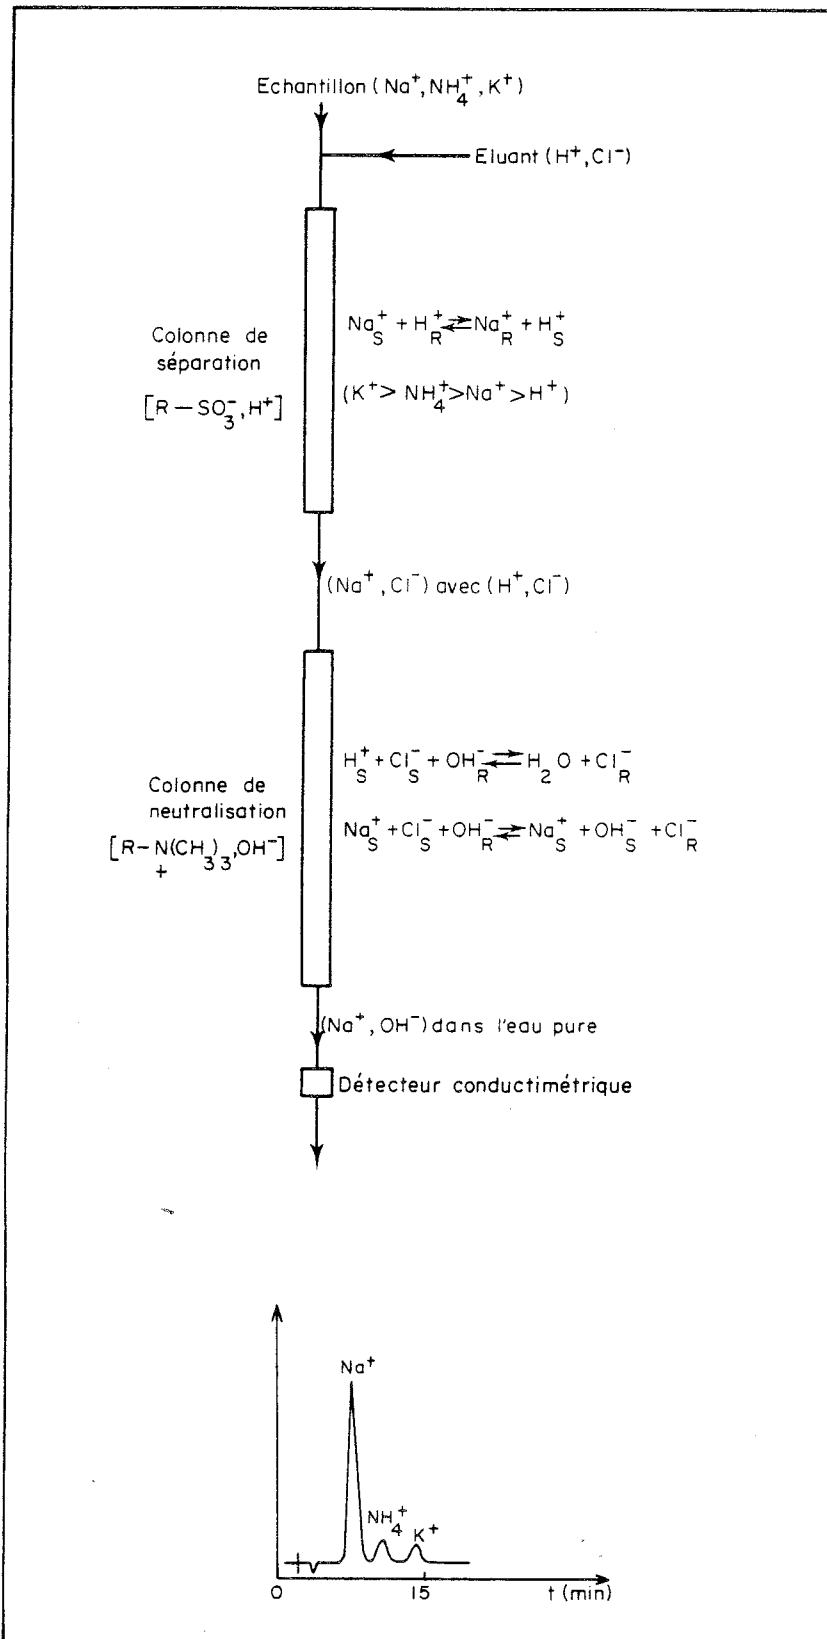 Echantillon (Na⁺, NH₄⁺, K⁺)
Eluant (H⁺, Cl⁻)
Colonne de
séparation
[R—SO₃⁻, H⁺]
Na⁺S + H⁺R ⇌ Na⁺R + H⁺S
(K⁺ > NH₄⁺ > Na⁺ > H⁺)
(Na⁺, Cl⁻) avec (H⁺, Cl⁻)
Colonne de
neutralisation
[R–N(CH₃)₃, OH⁻]
+
H⁺S + Cl⁻S + OH⁻R ⇌ H₂O + Cl⁻R
Na⁺S + Cl⁻S + OH⁻R ⇌ Na⁺S + OH⁻S + Cl⁻R
(Na⁺, OH⁻) dans l'eau pure
Détecteur conductimétrique
Na⁺
NH₄⁺
K⁺
0
15
t (min)